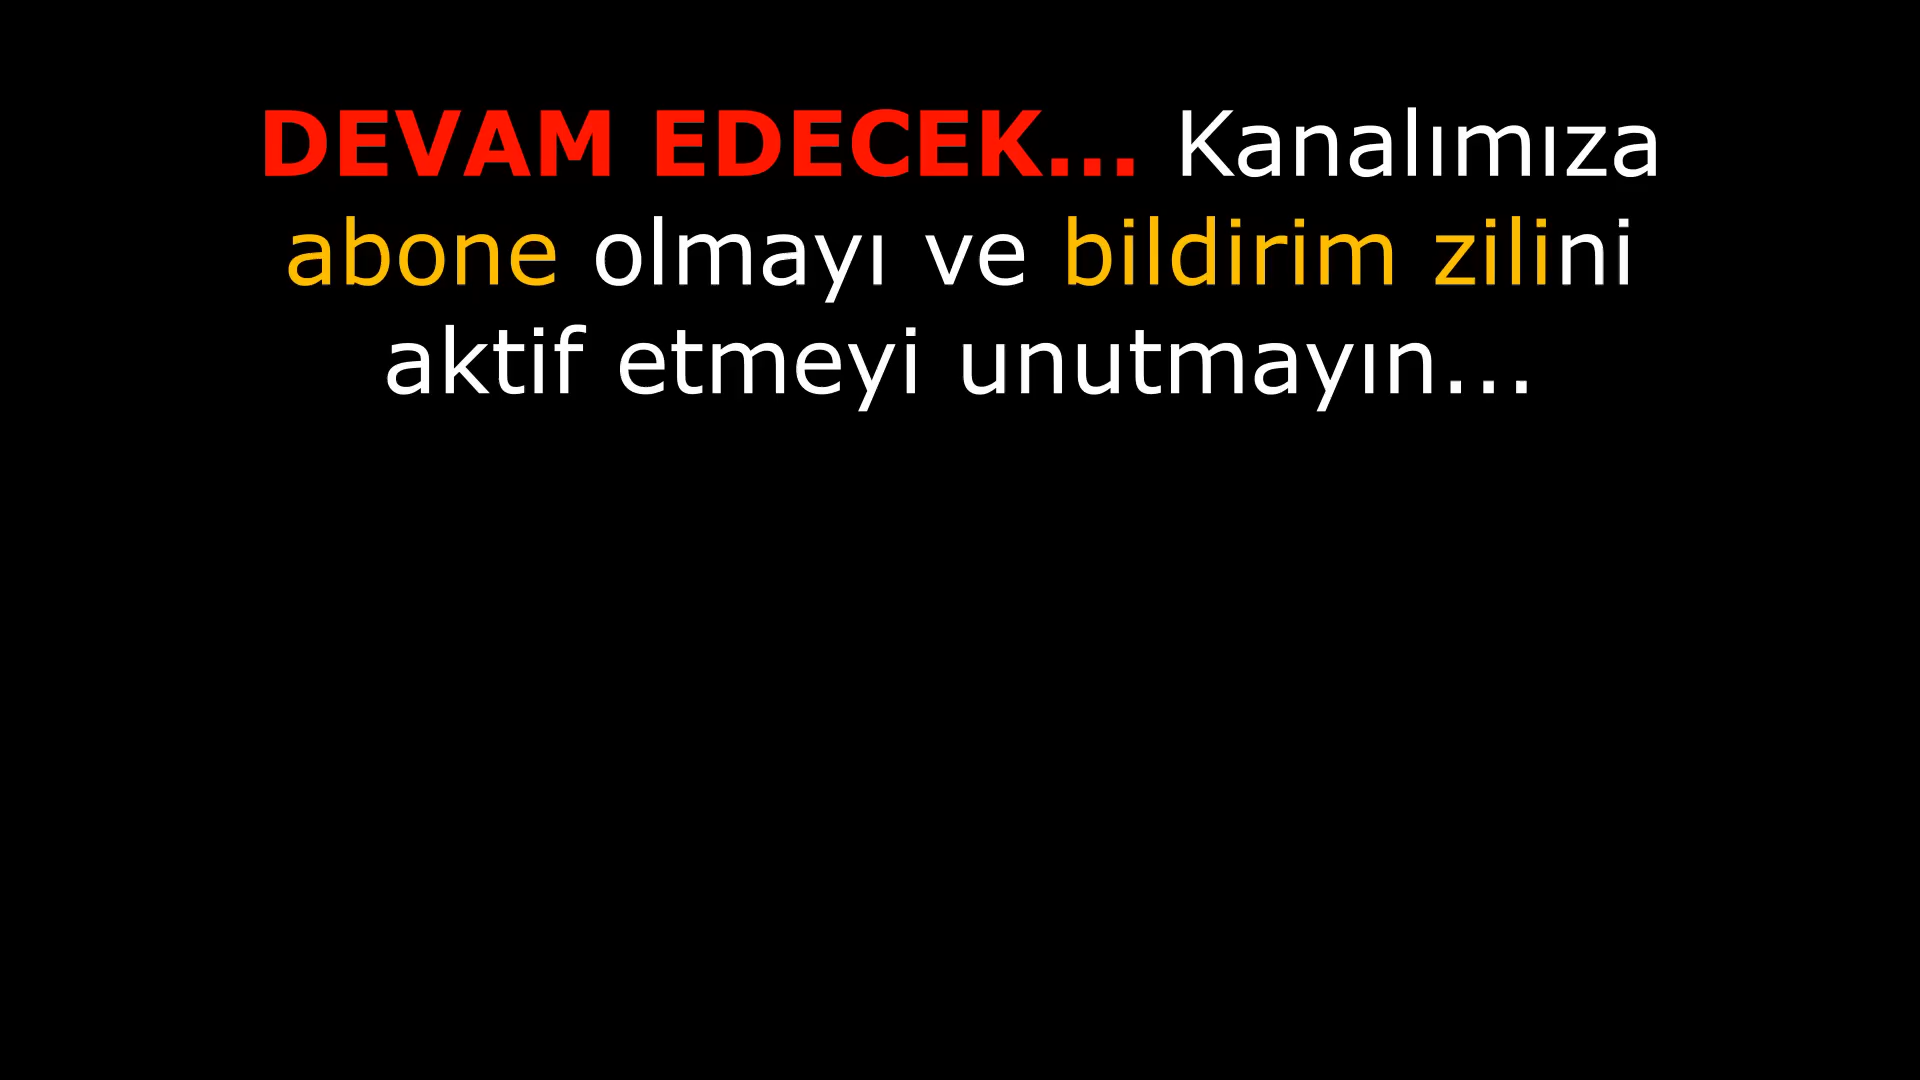 DEVAM EDECEK... Kanalımıza
abone olmayı ve bildirim zilini
aktif etmeyi unutmayın...